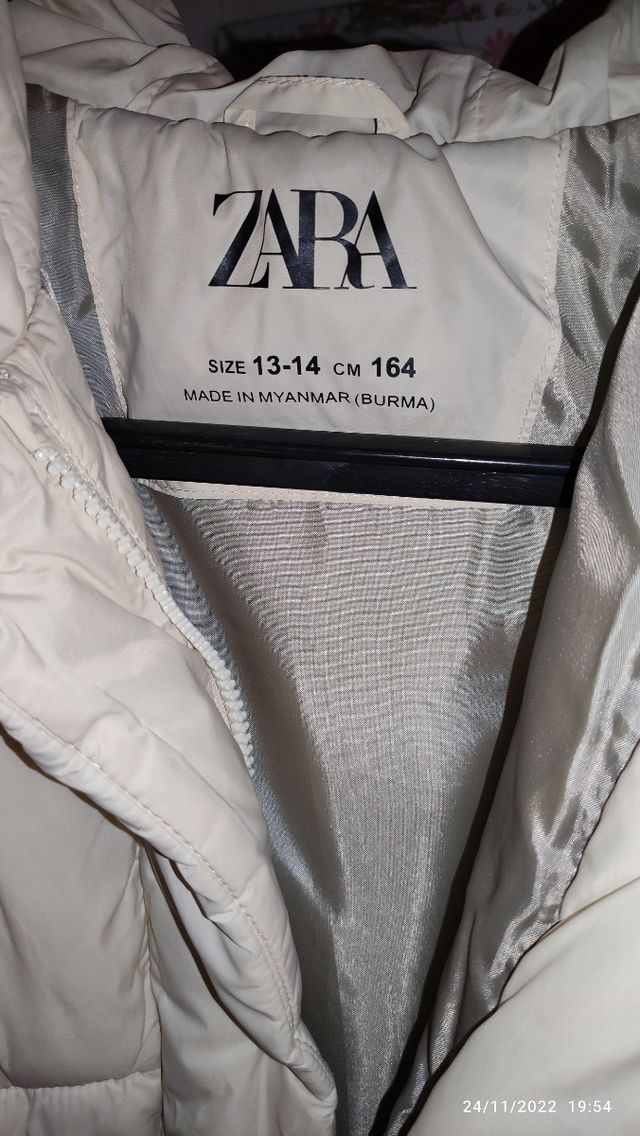 ZARA
SIZE 13-14 CM 164
MADE IN MYANMAR (BURMA)
24/11/2022 19:54